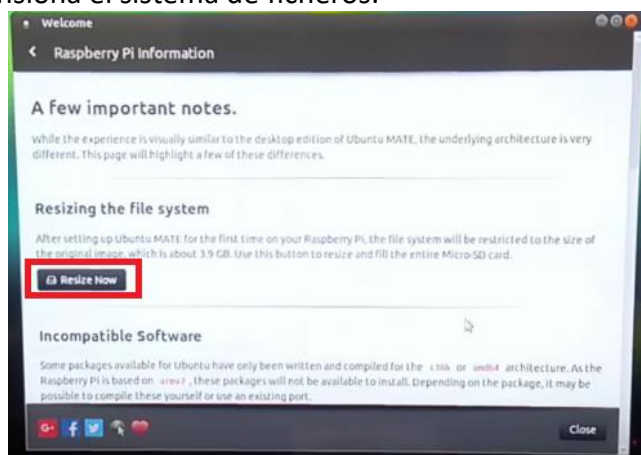 nsiona el sistema de ficheros.
Welcome
Raspberry Pi Information
A few important notes.
While the experience is visually similar to the desktop edition of Ubuntu MATE, the underlying architecture is very
different. This page will highlight a few of these differences.
Resizing the file system
After setting up Ubuntu MATE for the first time on your Raspberry Pi, the file system will be restricted to the size of
the original image, which is about 3.9 GB. Use this button to resize and fill the entire Micro-SD card.
Resize Now
Incompatible Software
Some packages available for Ubuntu have only been written and compiled for the i386 or amd64 architecture. As the
Raspberry Pi is based on armv7, these packages will not be available to install. Depending on the package, it may be
possible to compile these yourself or use an existing port.
G+ f
Close